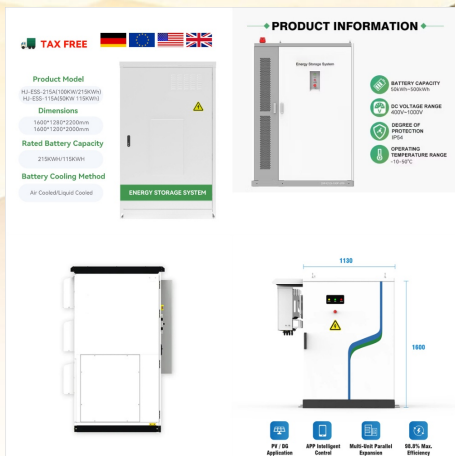 TAX FREE
Product Model
HJ-ESS-215A(100KW/215KWh)
HJ-ESS-115A(50KW 115KWh)
Dimensions
1600*1280*2200mm
1600*1200*2000mm
Rated Battery Capacity
215KWH/115KWH
Battery Cooling Method
Air Cooled/Liquid Cooled
ENERGY STORAGE SYSTEM
PRODUCT INFORMATION
Energy Storage System
BATTERY CAPACITY
50kWh~500kWh
DC VOLTAGE RANGE
400V~1000V
DEGREE OF
PROTECTION
IP54
OPERATING
TEMPERATURE RANGE
-10~50°C
1130
1600
PV / DG
Application
APP Intelligent
Control
Multi-Unit Parallel
Expansion
98.8% Max.
Efficiency